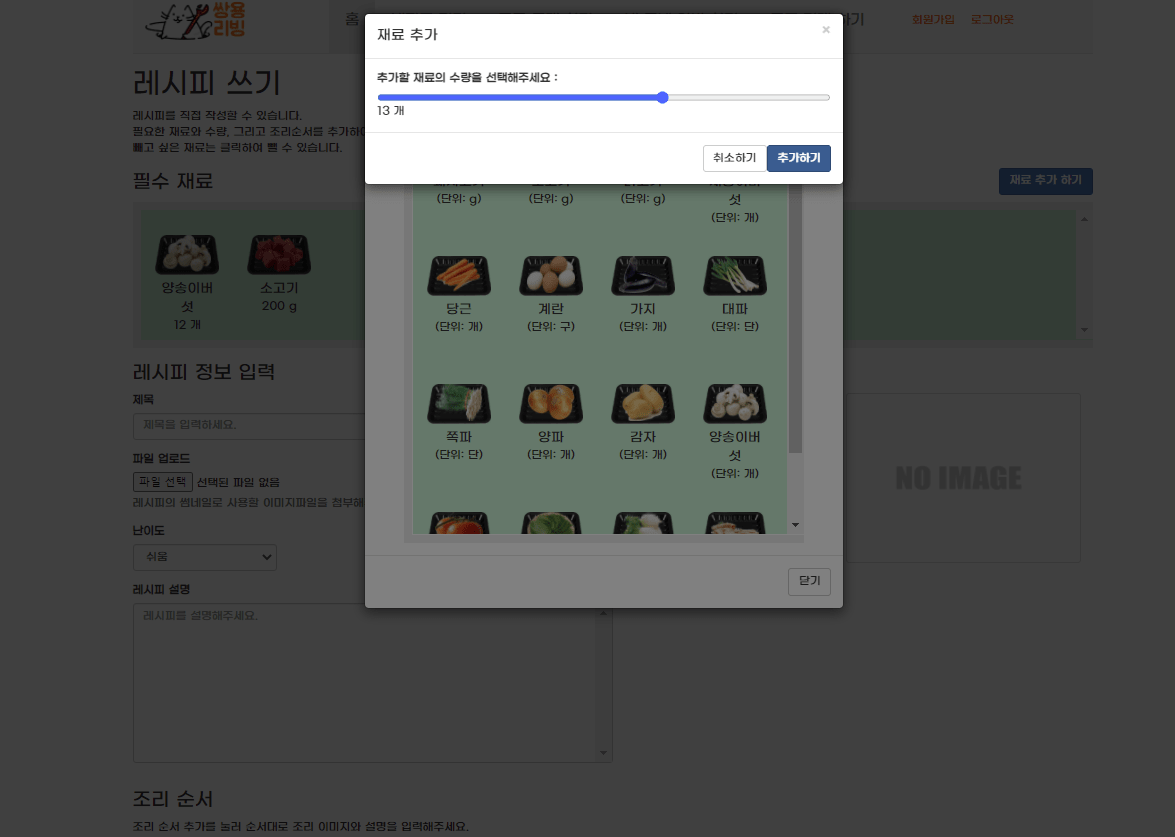 쌍용
리빙
홈
하기
회원가입
로그아웃
재료 추가
×
추가할 재료의 수량을 선택해주세요 :
13 개
취소하기
추가하기
레시피 쓰기
레시피를 직접 작성할 수 있습니다.
필요한 재료와 수량, 그리고 조리순서를 추가하여
빼고 싶은 재료는 클릭하여 뺄 수 있습니다.
필수 재료
재료 추가 하기
양송이버
섯
12 개
소고기
200 g
(단위: g)
(단위: g)
(단위: g)
섯
(단위: 개)
당근
(단위: 개)
계란
(단위: 구)
가지
(단위: 개)
대파
(단위: 단)
쪽파
(단위: 단)
양파
(단위: 개)
감자
(단위: 개)
양송이버
섯
(단위: 개)
닫기
레시피 정보 입력
제목
제목을 입력하세요.
파일 업로드
파일 선택 선택된 파일 없음
레시피의 썸네일로 사용할 이미지파일을 첨부해
난이도
쉬움
레시피 설명
레시피를 설명해주세요.
NO IMAGE
조리 순서
조리 순서 추가를 눌러 순서대로 조리 이미지와 설명을 입력해주세요.